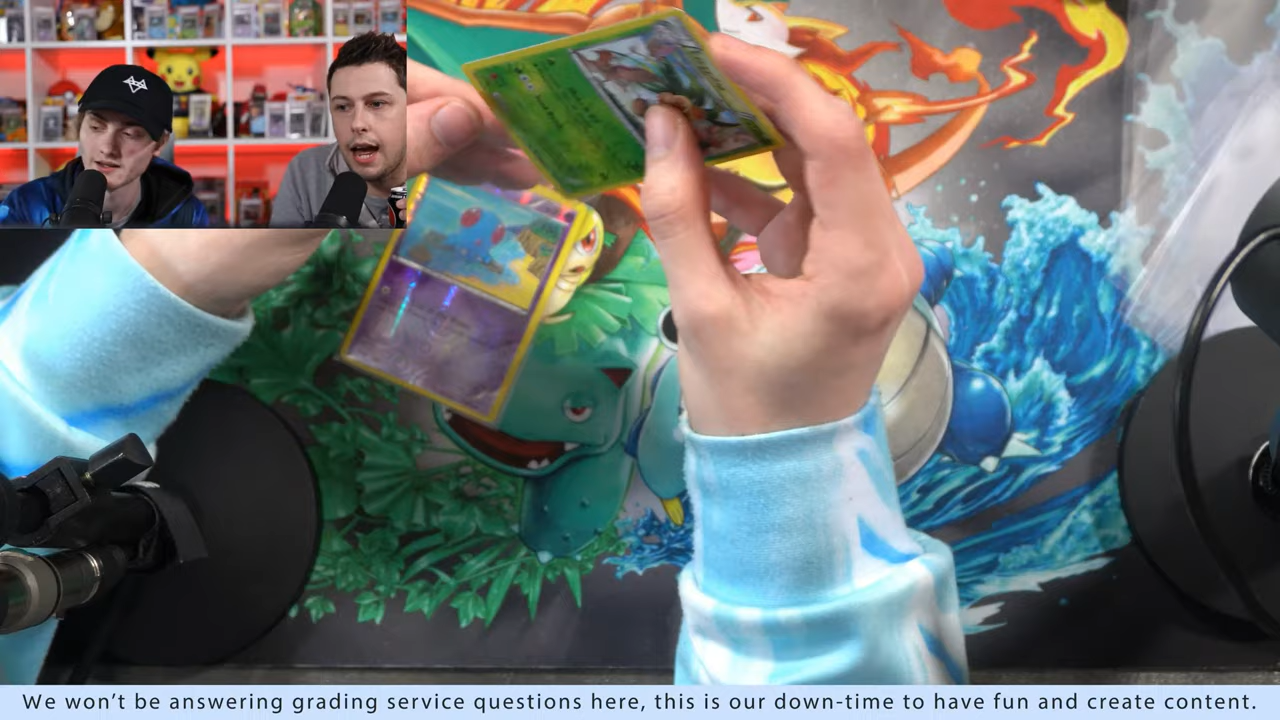 We won't be answering grading service questions here, this is our down-time to have fun and create content.